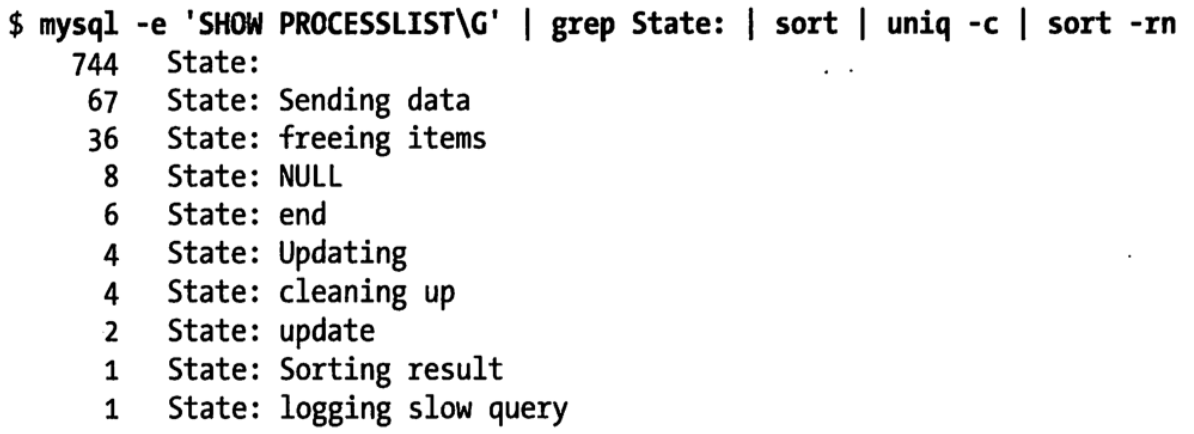 $ mysql -e 'SHOW PROCESSLIST\G' | grep State: | sort | uniq -c | sort -rn
744 State:
67 State: Sending data
36 State: freeing items
8 State: NULL
6 State: end
4 State: Updating
4 State: cleaning up
2 State: update
1 State: Sorting result
1 State: logging slow query